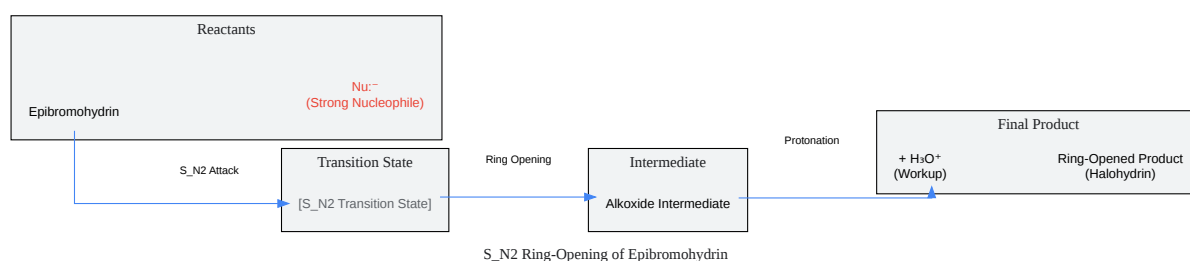 Reactants
Nu:⁻
(Strong Nucleophile)
Epibromohydrin
S_N2 Attack
Transition State
[S_N2 Transition State]
Ring Opening
Intermediate
Alkoxide Intermediate
Protonation
Final Product
+ H₃O⁺
(Workup)
Ring-Opened Product
(Halohydrin)
S_N2 Ring-Opening of Epibromohydrin